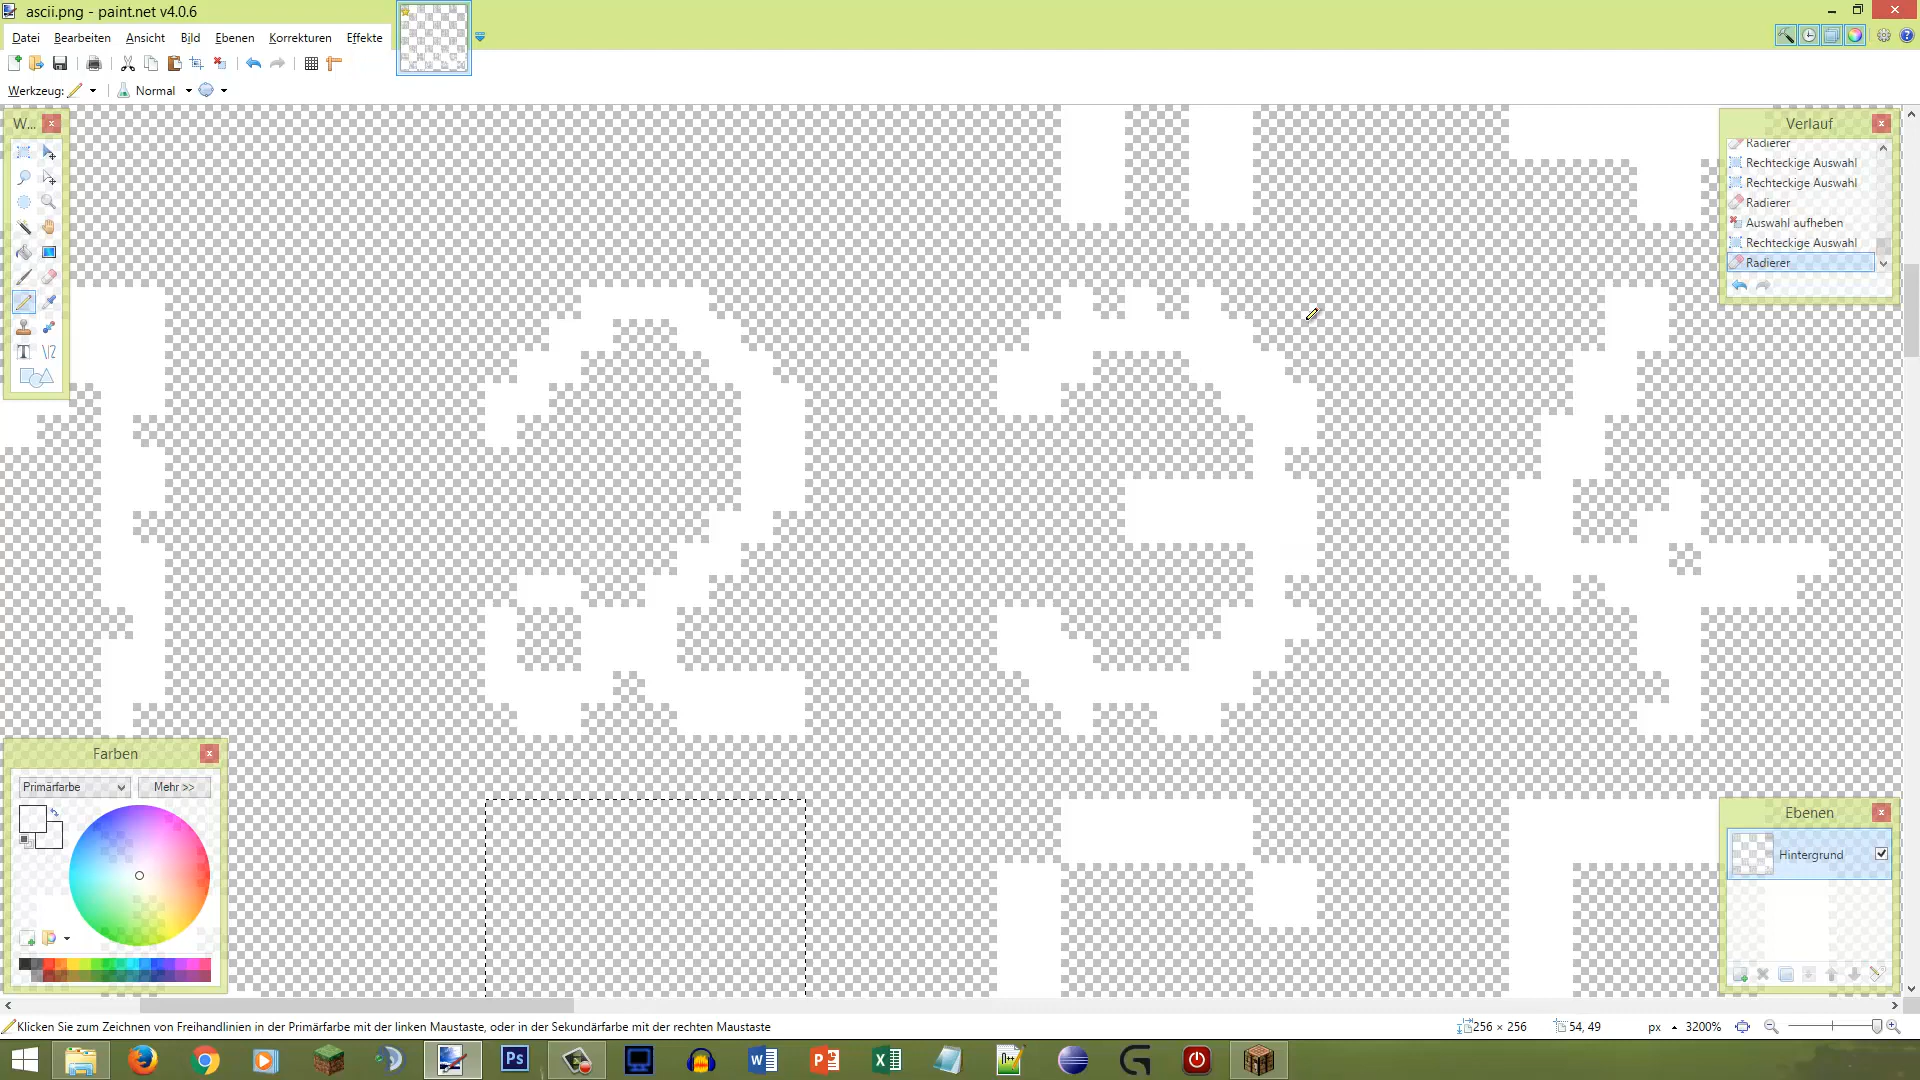 ascii.png - paint.net v4.0.6
Datei Bearbeiten Ansicht Bild Ebenen Korrekturen Effekte
Werkzeug: Normal
W...
Verlauf
Radierer
Rechteckige Auswahl
Rechteckige Auswahl
Radierer
Auswahl aufheben
Rechteckige Auswahl
Radierer
Farben
Primärfarbe Mehr >>
Ebenen
Hintergrund
Klicken Sie zum Zeichnen von Freihandlinien in der Primärfarbe mit der linken Maustaste, oder in der Sekundärfarbe mit der rechten Maustaste
256 × 256 54, 49 px 3200%